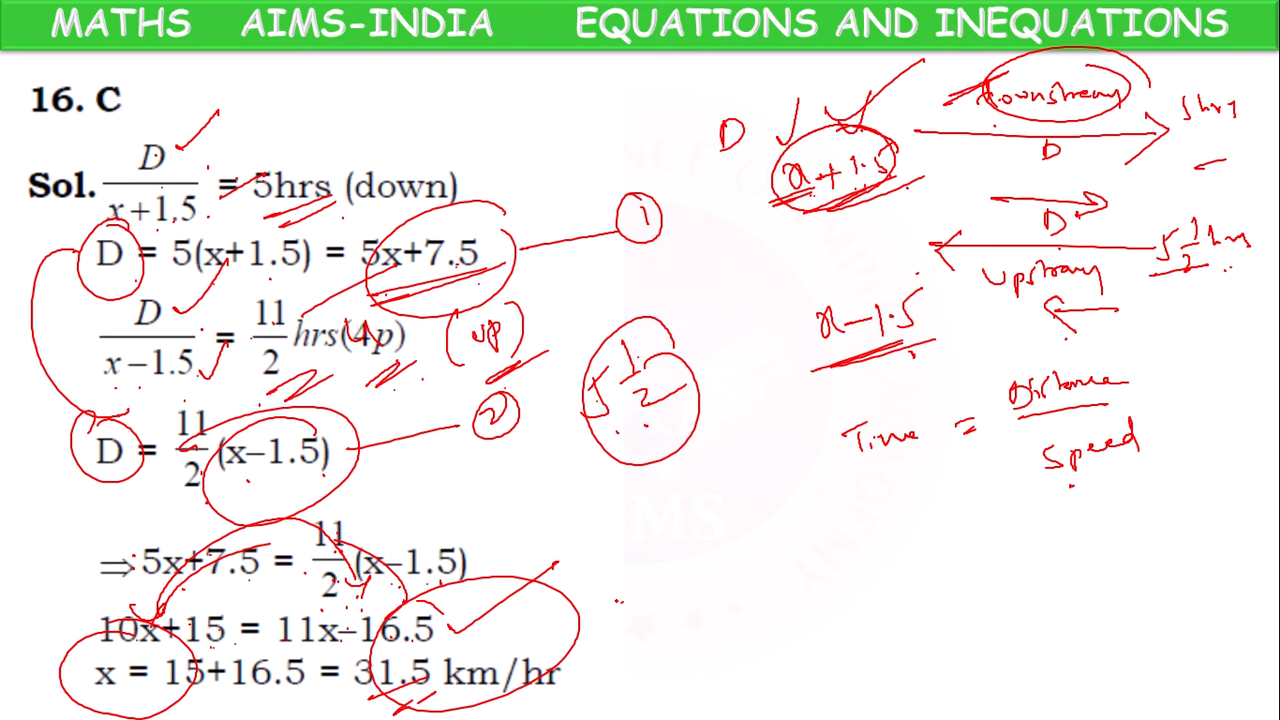 MATHS AIMS-INDIA EQUATIONS AND INEQUATIONS
16. C
Sol. D/(x+1.5) = 5hrs (down)
D = 5(x+1.5) = 5x+7.5
D/(x−1.5) = 11/2 hrs(4p)
D = 11/2 (x−1.5)
⇒ 5x+7.5 = 11/2 (x−1.5)
10x+15 = 11x−16.5
x = 15+16.5 = 31.5 km/hr
1
(up)
2
5 1/2
D
x+1.5
downstream
D
5hrs
D
5 1/2 hrs
upstream
x−1.5
Time = Distance/Speed
MS